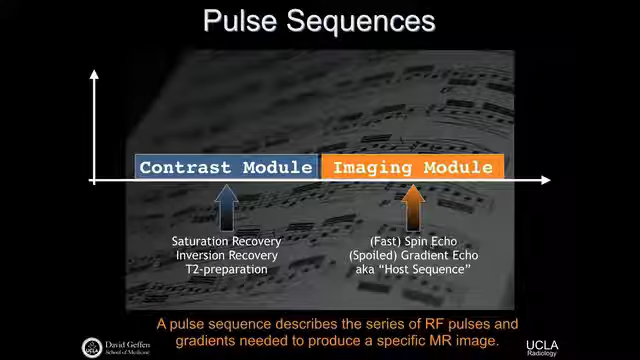 Pulse Sequences
Contrast Module
Imaging Module
Saturation Recovery
Inversion Recovery
T2-preparation
(Fast) Spin Echo
(Spoiled) Gradient Echo
aka “Host Sequence”
A pulse sequence describes the series of RF pulses and
gradients needed to produce a specific MR image.
UCLA
David Geffen
School of Medicine
UCLA
Radiology